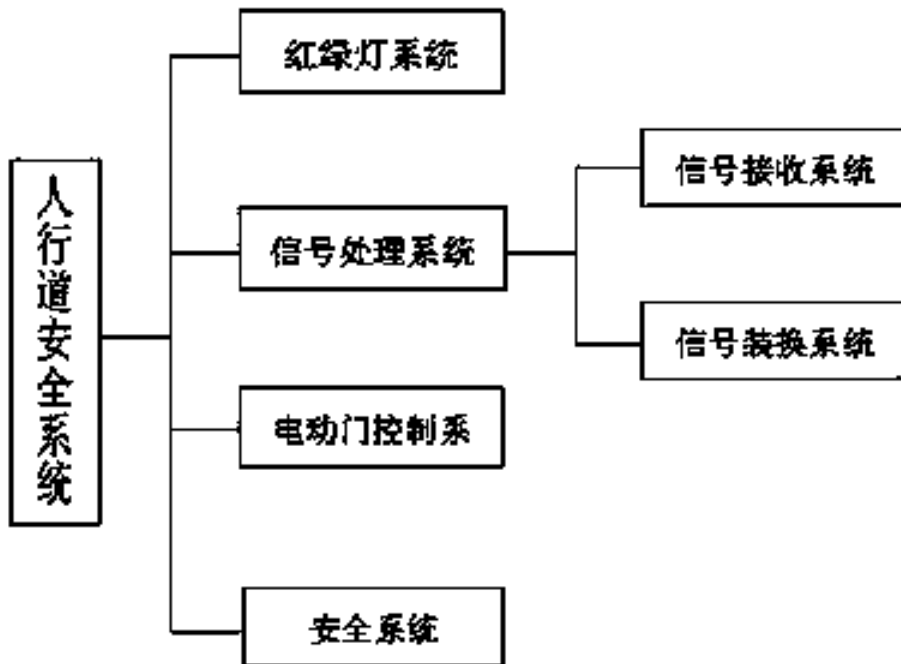 人行道安全系统
红绿灯系统
信号处理系统
信号接收系统
信号装换系统
电动门控制系
安全系统